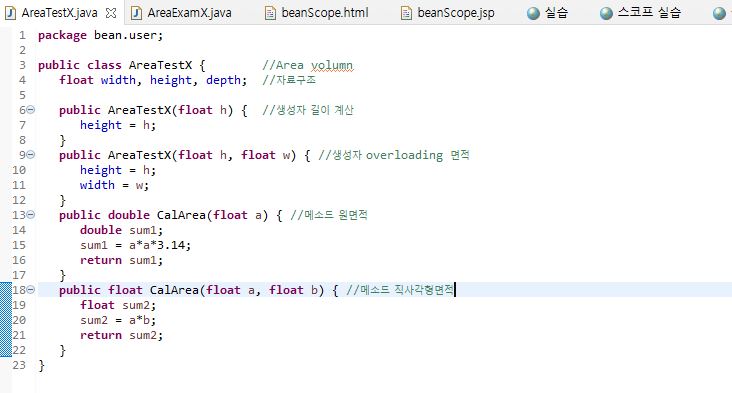 AreaTestX.java AreaExamX.java beanScope.html beanScope.jsp 실습 스코프 실습
1 package bean.user;
2
3 public class AreaTestX { //Area volumn
4 float width, height, depth; //자료구조
5
6 public AreaTestX(float h) { //생성자 길이 계산
7 height = h;
8 }
9 public AreaTestX(float h, float w) { //생성자 overloading 면적
10 height = h;
11 width = w;
12 }
13 public double CalArea(float a) { //메소드 원면적
14 double sum1;
15 sum1 = a*a*3.14;
16 return sum1;
17 }
18 public float CalArea(float a, float b) { //메소드 직사각형면적
19 float sum2;
20 sum2 = a*b;
21 return sum2;
22 }
23 }